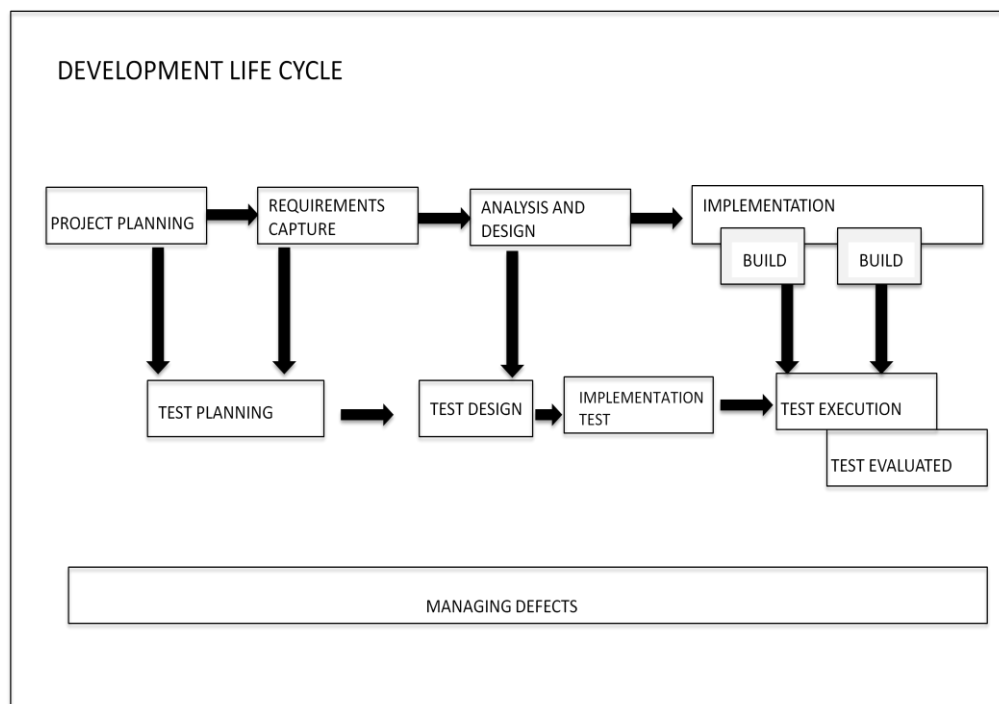 DEVELOPMENT LIFE CYCLE
PROJECT PLANNING
REQUIREMENTS
CAPTURE
ANALYSIS AND
DESIGN
IMPLEMENTATION
BUILD
BUILD
TEST PLANNING
TEST DESIGN
IMPLEMENTATION
TEST
TEST EXECUTION
TEST EVALUATED
MANAGING DEFECTS